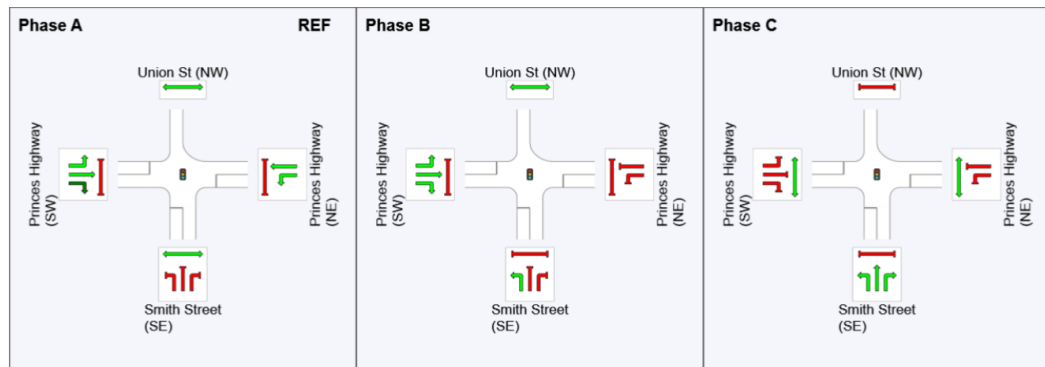 Phase A
REF
Union St (NW)
Princes Highway
(SW)
Princes Highway
(NE)
Smith Street
(SE)
Phase B
Union St (NW)
Princes Highway
(SW)
Princes Highway
(NE)
Smith Street
(SE)
Phase C
Union St (NW)
Princes Highway
(SW)
Princes Highway
(NE)
Smith Street
(SE)